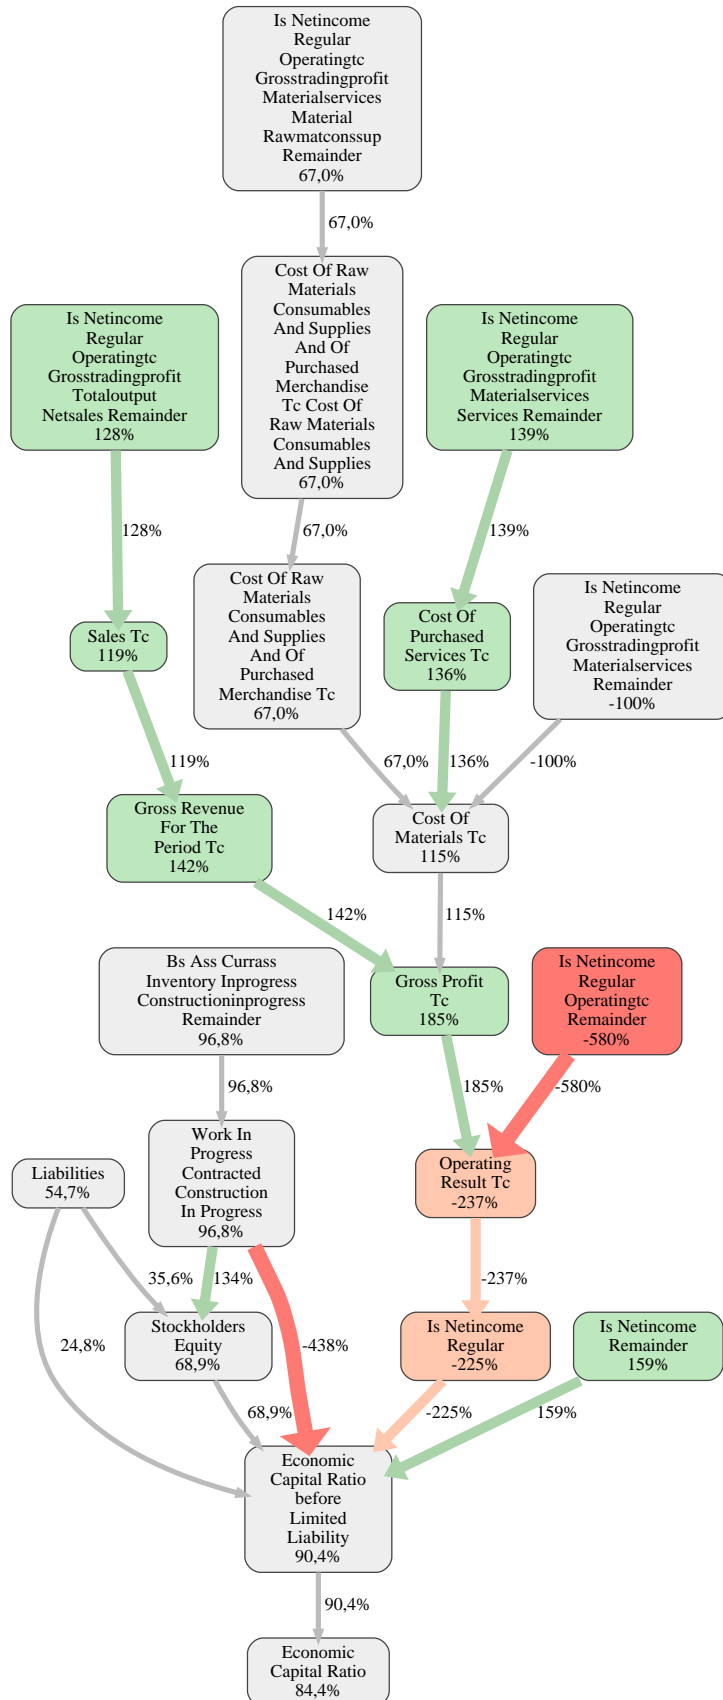 Is Netincome
Regular
Operatingtc
Grosstradingprofit
Materialservices
Material
Rawmatconssup
Remainder
67,0%
67,0%
Cost Of Raw
Materials
Consumables
And Supplies
And Of
Purchased
Merchandise
Tc Cost Of
Raw Materials
Consumables
And Supplies
67,0%
Is Netincome
Regular
Operatingtc
Grosstradingprofit
Totaloutput
Netsales Remainder
128%
Is Netincome
Regular
Operatingtc
Grosstradingprofit
Materialservices
Services Remainder
139%
128%
67,0%
139%
Cost Of Raw
Materials
Consumables
And Supplies
And Of
Purchased
Merchandise Tc
67,0%
Is Netincome
Regular
Operatingtc
Grosstradingprofit
Materialservices
Remainder
-100%
Sales Tc
119%
Cost Of
Purchased
Services Tc
136%
119%
67,0%
136%
-100%
Gross Revenue
For The
Period Tc
142%
Cost Of
Materials Tc
115%
142%
115%
Bs Ass Currass
Inventory Inprogress
Constructioninprogress
Remainder
96,8%
Gross Profit
Tc
185%
Is Netincome
Regular
Operatingtc
Remainder
-580%
96,8%
185%
-580%
Work In
Progress
Contracted
Construction
In Progress
96,8%
Liabilities
54,7%
Operating
Result Tc
-237%
35,6%
134%
-237%
24,8%
-438%
Stockholders
Equity
68,9%
Is Netincome
Regular
-225%
Is Netincome
Remainder
159%
68,9%
-225%
159%
Economic
Capital Ratio
before
Limited
Liability
90,4%
90,4%
Economic
Capital Ratio
84,4%